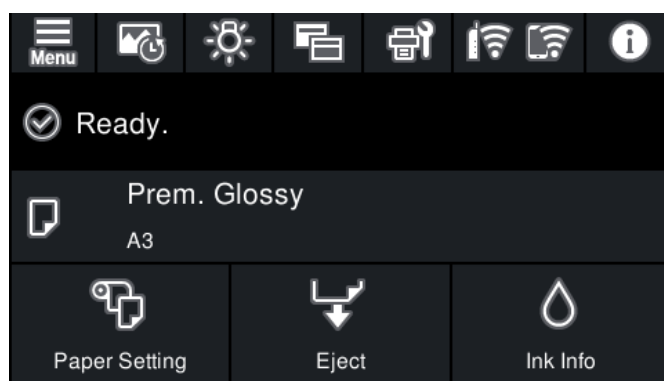 Menu
Ready.
Prem. Glossy
A3
Paper Setting
Eject
Ink Info